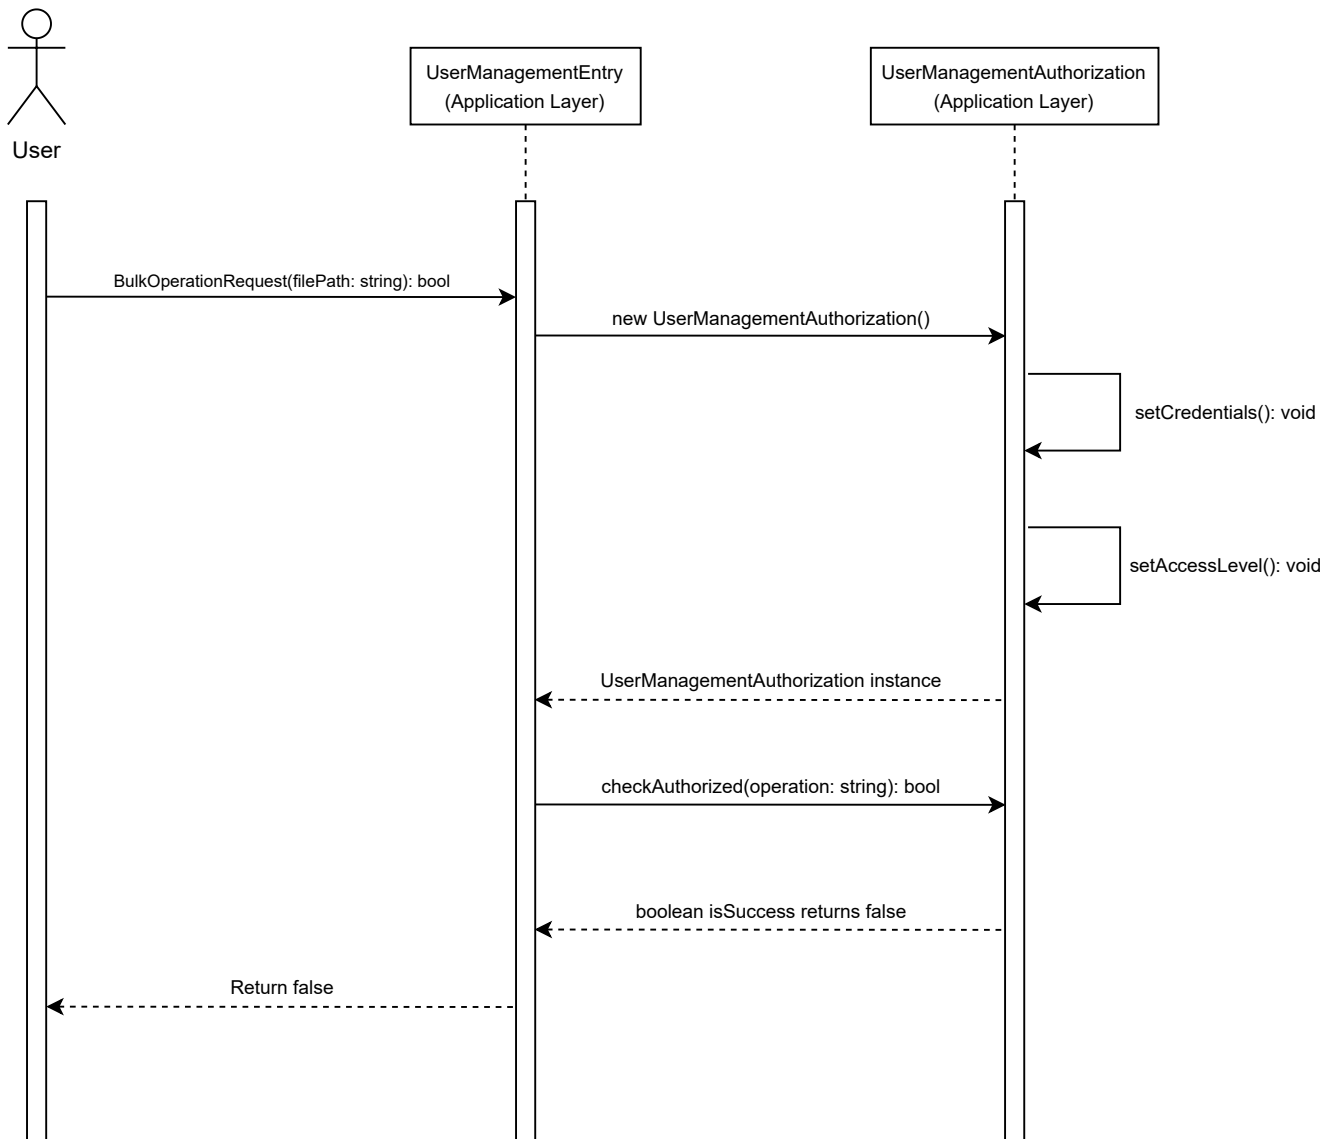 User
UserManagementEntry
(Application Layer)
UserManagementAuthorization
(Application Layer)
BulkOperationRequest(filePath: string): bool
new UserManagementAuthorization()
setCredentials(): void
setAccessLevel(): void
UserManagementAuthorization instance
checkAuthorized(operation: string): bool
boolean isSuccess returns false
Return false